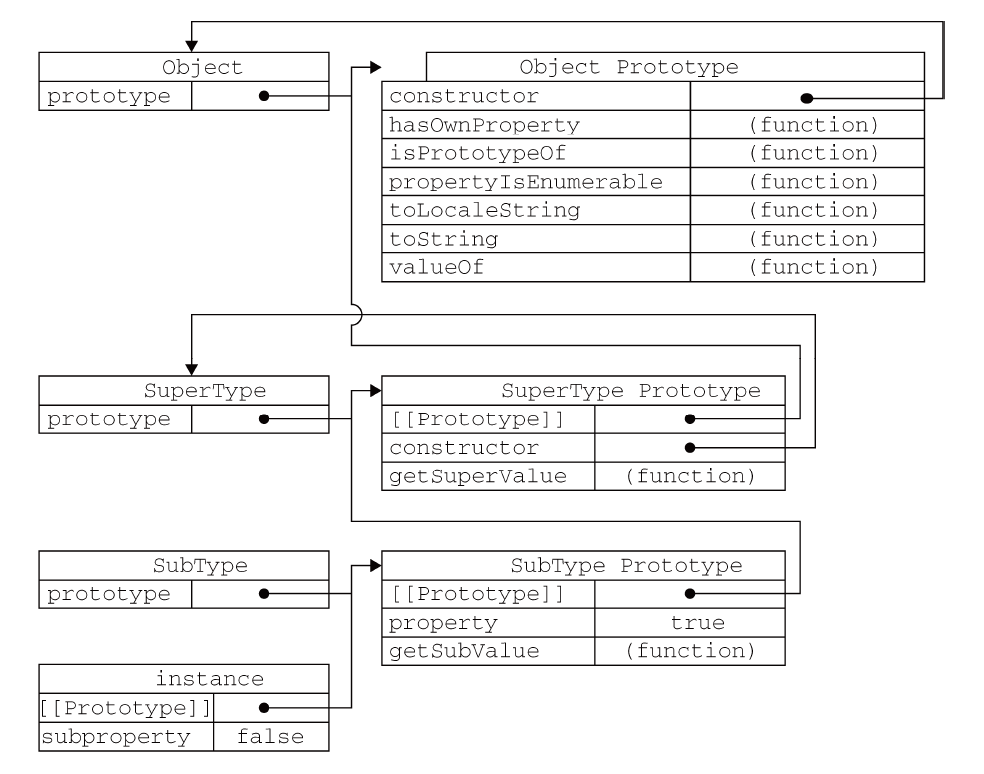 Object
prototype
Object Prototype
constructor
hasOwnProperty (function)
isPrototypeOf (function)
propertyIsEnumerable (function)
toLocaleString (function)
toString (function)
valueOf (function)
SuperType
prototype
SuperType Prototype
[[Prototype]]
constructor
getSuperValue (function)
SubType
prototype
SubType Prototype
[[Prototype]]
property true
getSubValue (function)
instance
[[Prototype]]
subproperty false